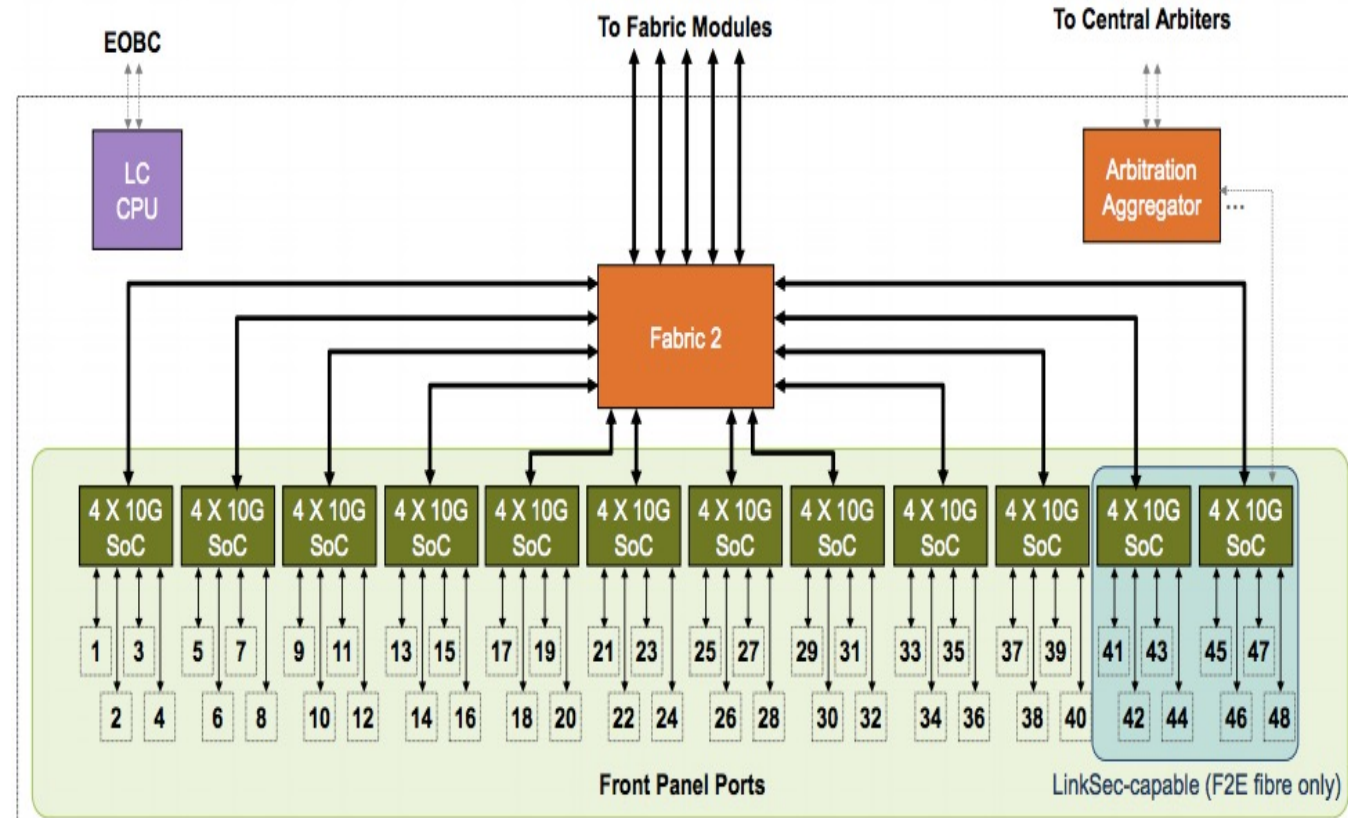 EOBC
To Fabric Modules
To Central Arbiters
LC
CPU
Arbitration
Aggregator
...
Fabric 2
4 X 10G
SoC
4 X 10G
SoC
4 X 10G
SoC
4 X 10G
SoC
4 X 10G
SoC
4 X 10G
SoC
4 X 10G
SoC
4 X 10G
SoC
4 X 10G
SoC
4 X 10G
SoC
4 X 10G
SoC
4 X 10G
SoC
1 3 5 7 9 11 13 15 17 19 21 23 25 27 29 31 33 35 37 39 41 43 45 47
2 4 6 8 10 12 14 16 18 20 22 24 26 28 30 32 34 36 38 40 42 44 46 48
Front Panel Ports
LinkSec-capable (F2E fibre only)